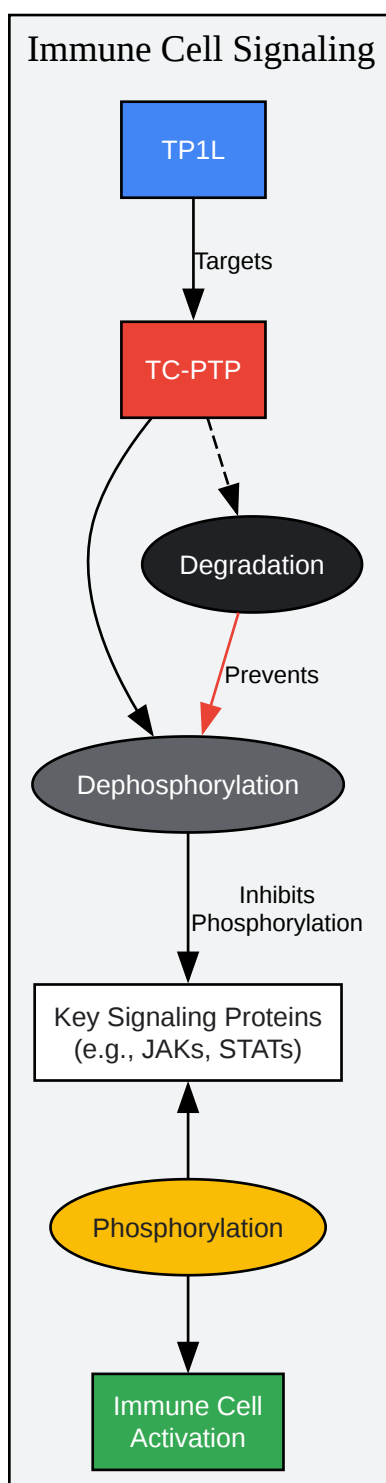 Immune Cell Signaling
TP1L
Targets
TC-PTP
Degradation
Prevents
Dephosphorylation
Inhibits
Phosphorylation
Key Signaling Proteins
(e.g., JAKs, STATs)
Phosphorylation
Immune Cell
Activation